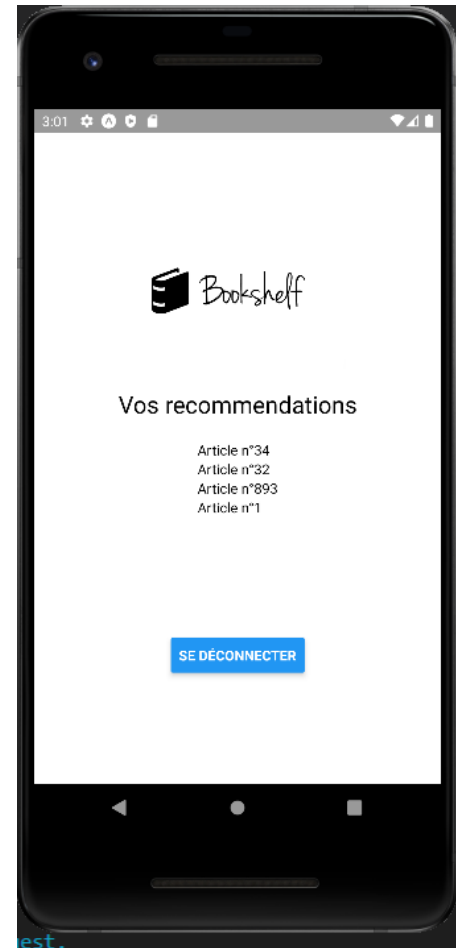 3:01
Bookshelf
Vos recommendations
Article n°34
Article n°32
Article n°893
Article n°1
SE DÉCONNECTER
est.